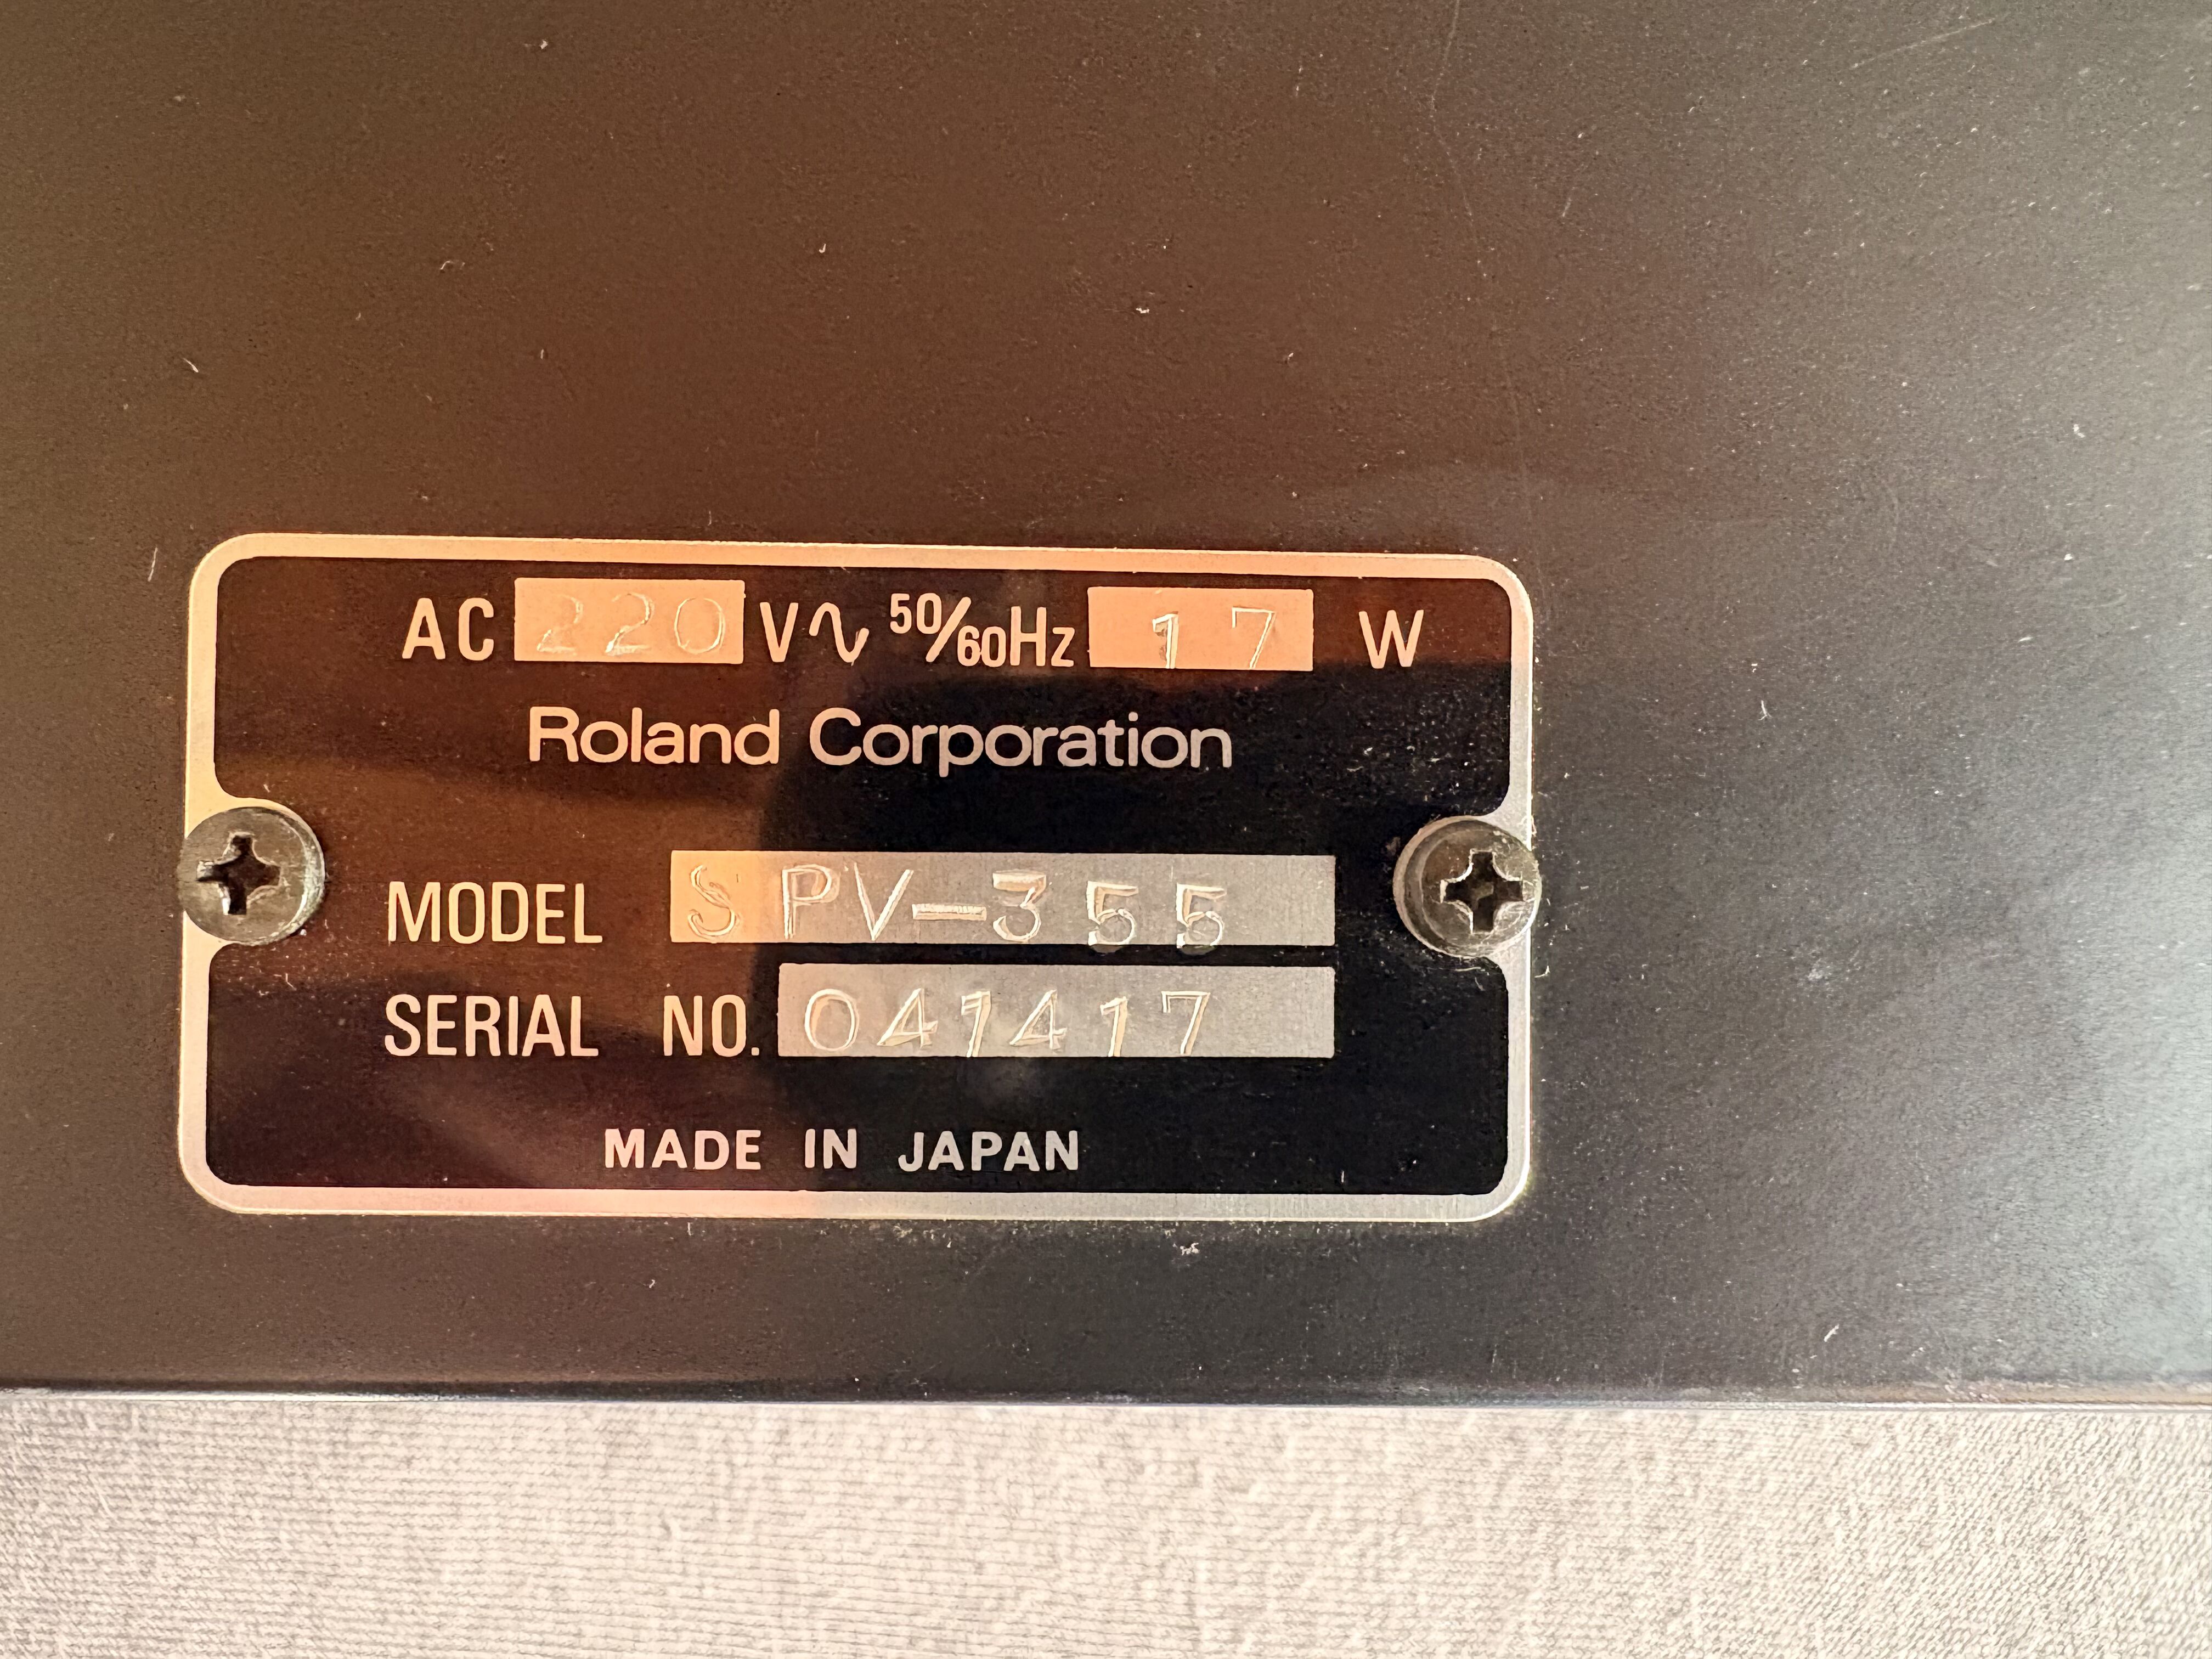 AC 220 V∿ 50/60Hz 17 W
Roland Corporation
MODEL SPV-355
SERIAL NO. 041417
MADE IN JAPAN